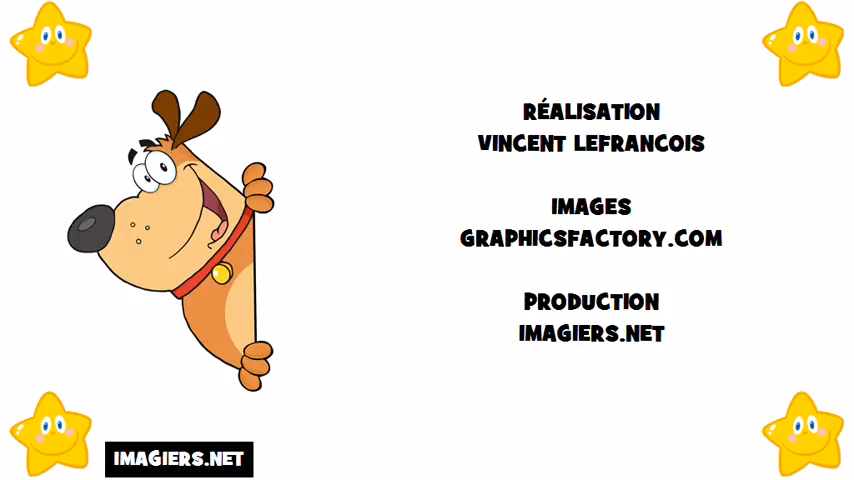 RÉALISATION
VINCENT LEFRANCOIS
IMAGES
GRAPHICSFACTORY.COM
PRODUCTION
IMAGIERS.NET
IMAGIERS.NET